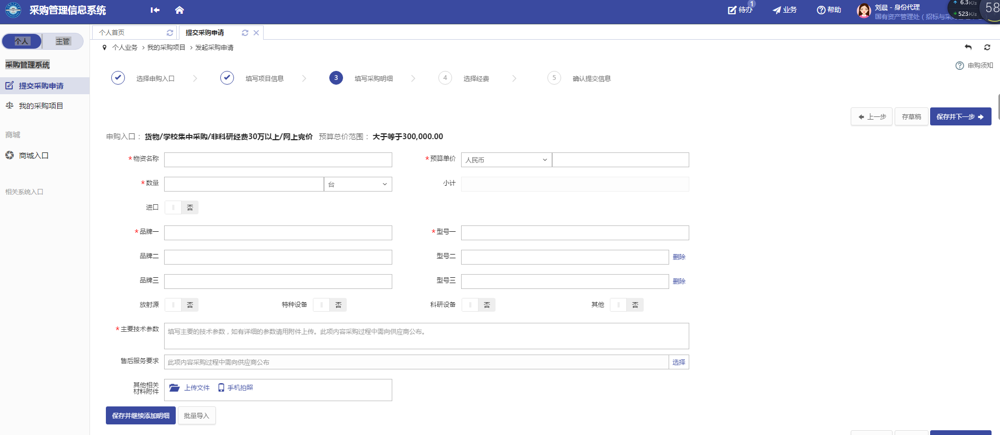 采购管理信息系统
待办 1
业务
帮助
刘晨 - 身份代理
国有资产管理处（招标与采
6.3K/s
523K/s
58
个人
主管
个人首页
提交采购申请
采购管理系统
个人业务 > 我的采购项目 > 发起采购申请
申购须知
提交采购申请
我的采购项目
商城
商城入口
相关系统入口
选择申购入口
填写项目信息
3 填写采购明细
4 选择经费
5 确认提交信息
上一步
存草稿
保存并下一步
申购入口： 货物/学校集中采购/非科研经费30万以上/网上竞价 预算总价范围： 大于等于300,000.00
*物资名称
*预算单价 人民币
*数量 台
小计
进口 否
*品牌一
*型号一
品牌二
型号二 删除
品牌三
型号三 删除
放射源 否
特种设备 否
科研设备 否
其他 否
*主要技术参数 填写主要的技术参数，如有详细的参数请用附件上传。此项内容采购过程中需向供应商公布。
售后服务要求 此项内容采购过程中需向供应商公布 选择
其他相关
材料附件
上传文件 手机拍照
保存并继续添加明细
批量导入